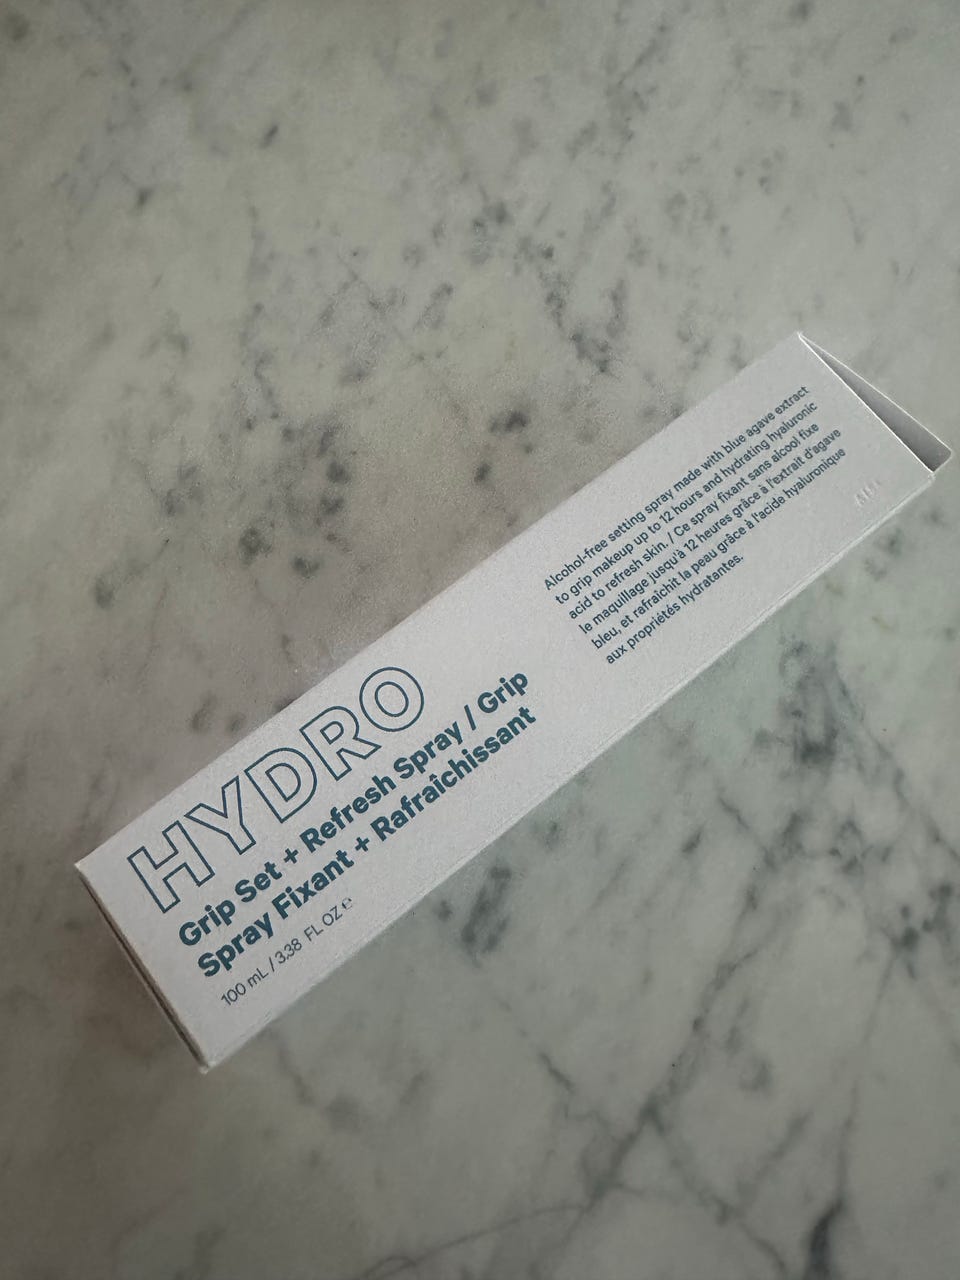 HYDRO
Grip Set + Refresh Spray / Grip
Spray Fixant + Rafraîchissant
100 mL / 3.38 FL OZ ℮
Alcohol-free setting spray made with blue agave extract
to grip makeup up to 12 hours and hydrating hyaluronic
acid to refresh skin. / Ce spray fixant sans alcool fixe
le maquillage jusqu'à 12 heures grâce à l'extrait d'agave
bleu, et rafraîchit la peau grâce à l'acide hyaluronique
aux propriétés hydratantes.